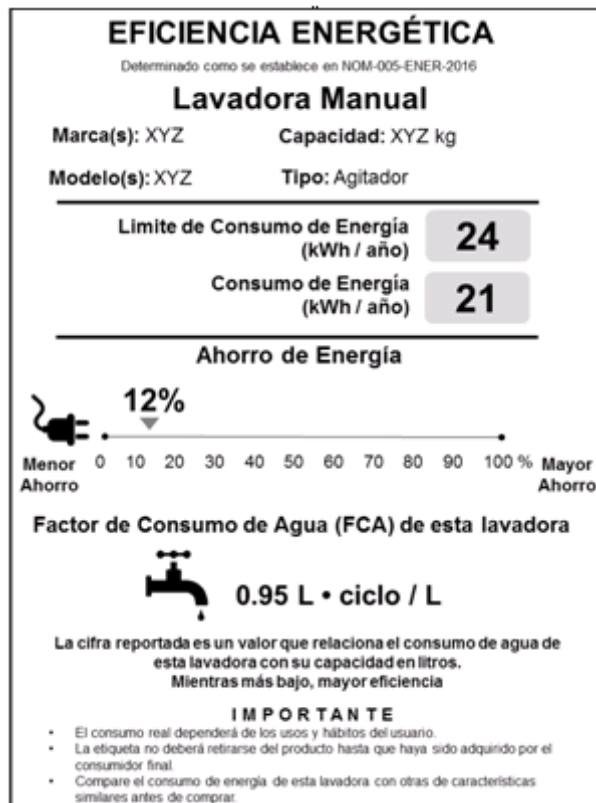 EFICIENCIA ENERGÉTICA
Determinado como se establece en NOM-005-ENER-2016
Lavadora Manual
Marca(s): XYZ Capacidad: XYZ kg
Modelo(s): XYZ Tipo: Agitador
Limite de Consumo de Energía
(kWh / año) 24
Consumo de Energía
(kWh / año) 21
Ahorro de Energía
12%
Menor Ahorro 0 10 20 30 40 50 60 70 80 90 100 % Mayor Ahorro
Factor de Consumo de Agua (FCA) de esta lavadora
0.95 L • ciclo / L
La cifra reportada es un valor que relaciona el consumo de agua de
esta lavadora con su capacidad en litros.
Mientras más bajo, mayor eficiencia
IMPORTANTE
• El consumo real dependerá de los usos y hábitos del usuario.
• La etiqueta no deberá retirarse del producto hasta que haya sido adquirido por el
consumidor final.
• Compare el consumo de energía de esta lavadora con otras de características
similares antes de comprar.